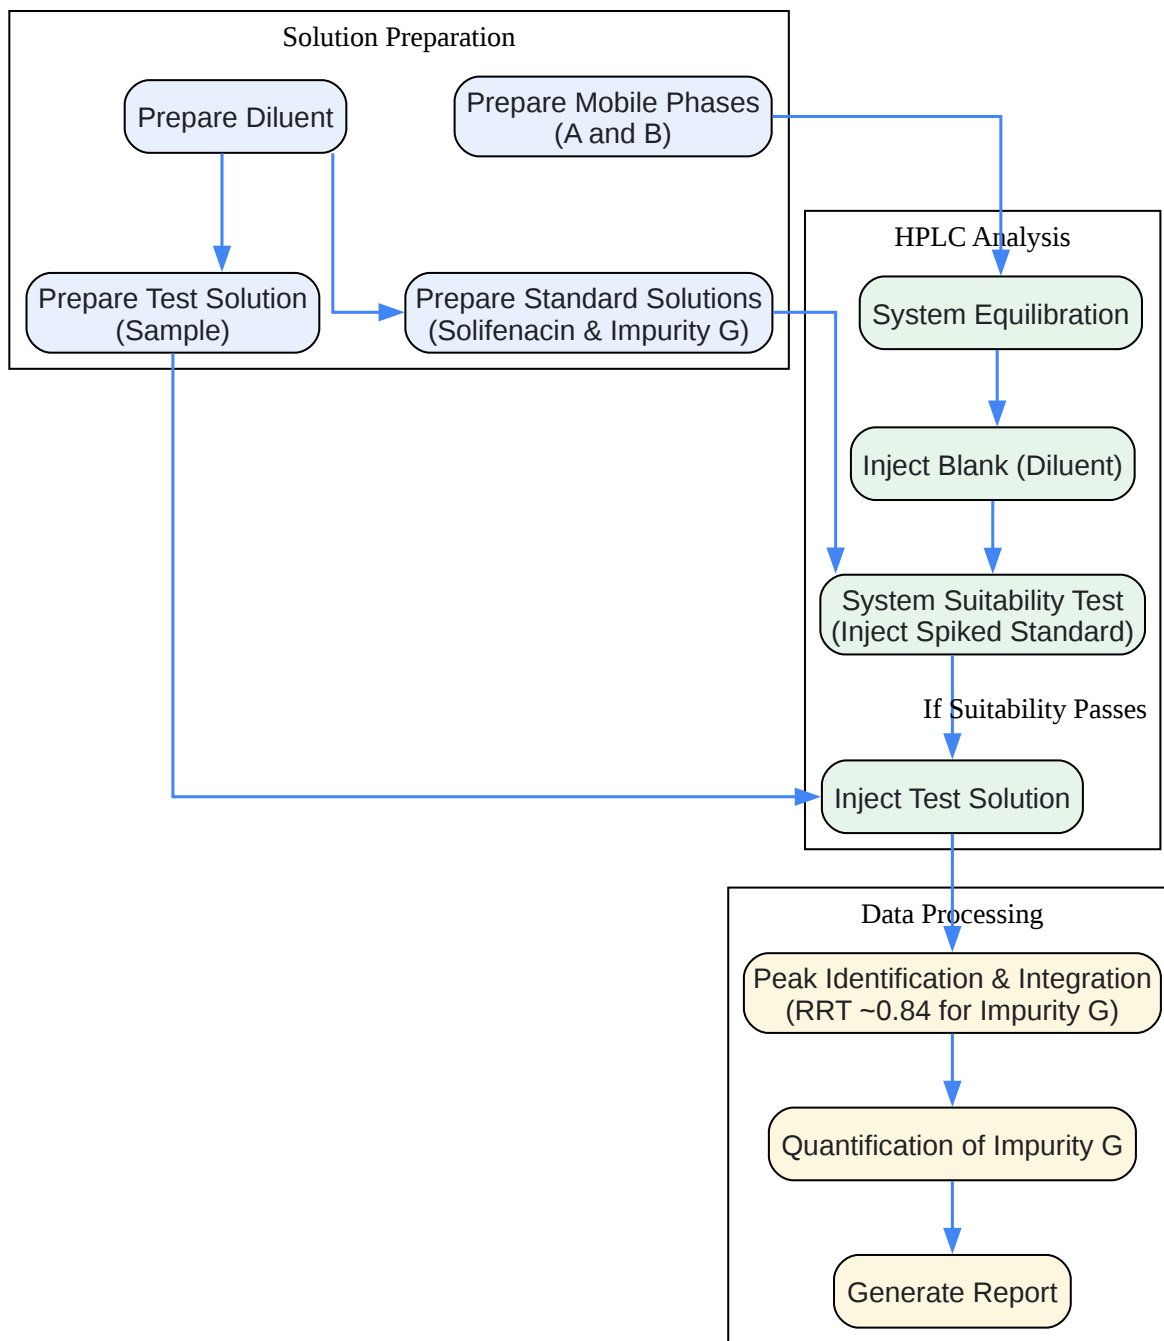 Solution Preparation
Prepare Diluent
Prepare Mobile Phases
(A and B)
Prepare Test Solution
(Sample)
Prepare Standard Solutions
(Solifenacin & Impurity G)
HPLC Analysis
System Equilibration
Inject Blank (Diluent)
System Suitability Test
(Inject Spiked Standard)
If Suitability Passes
Inject Test Solution
Data Processing
Peak Identification & Integration
(RRT ~0.84 for Impurity G)
Quantification of Impurity G
Generate Report